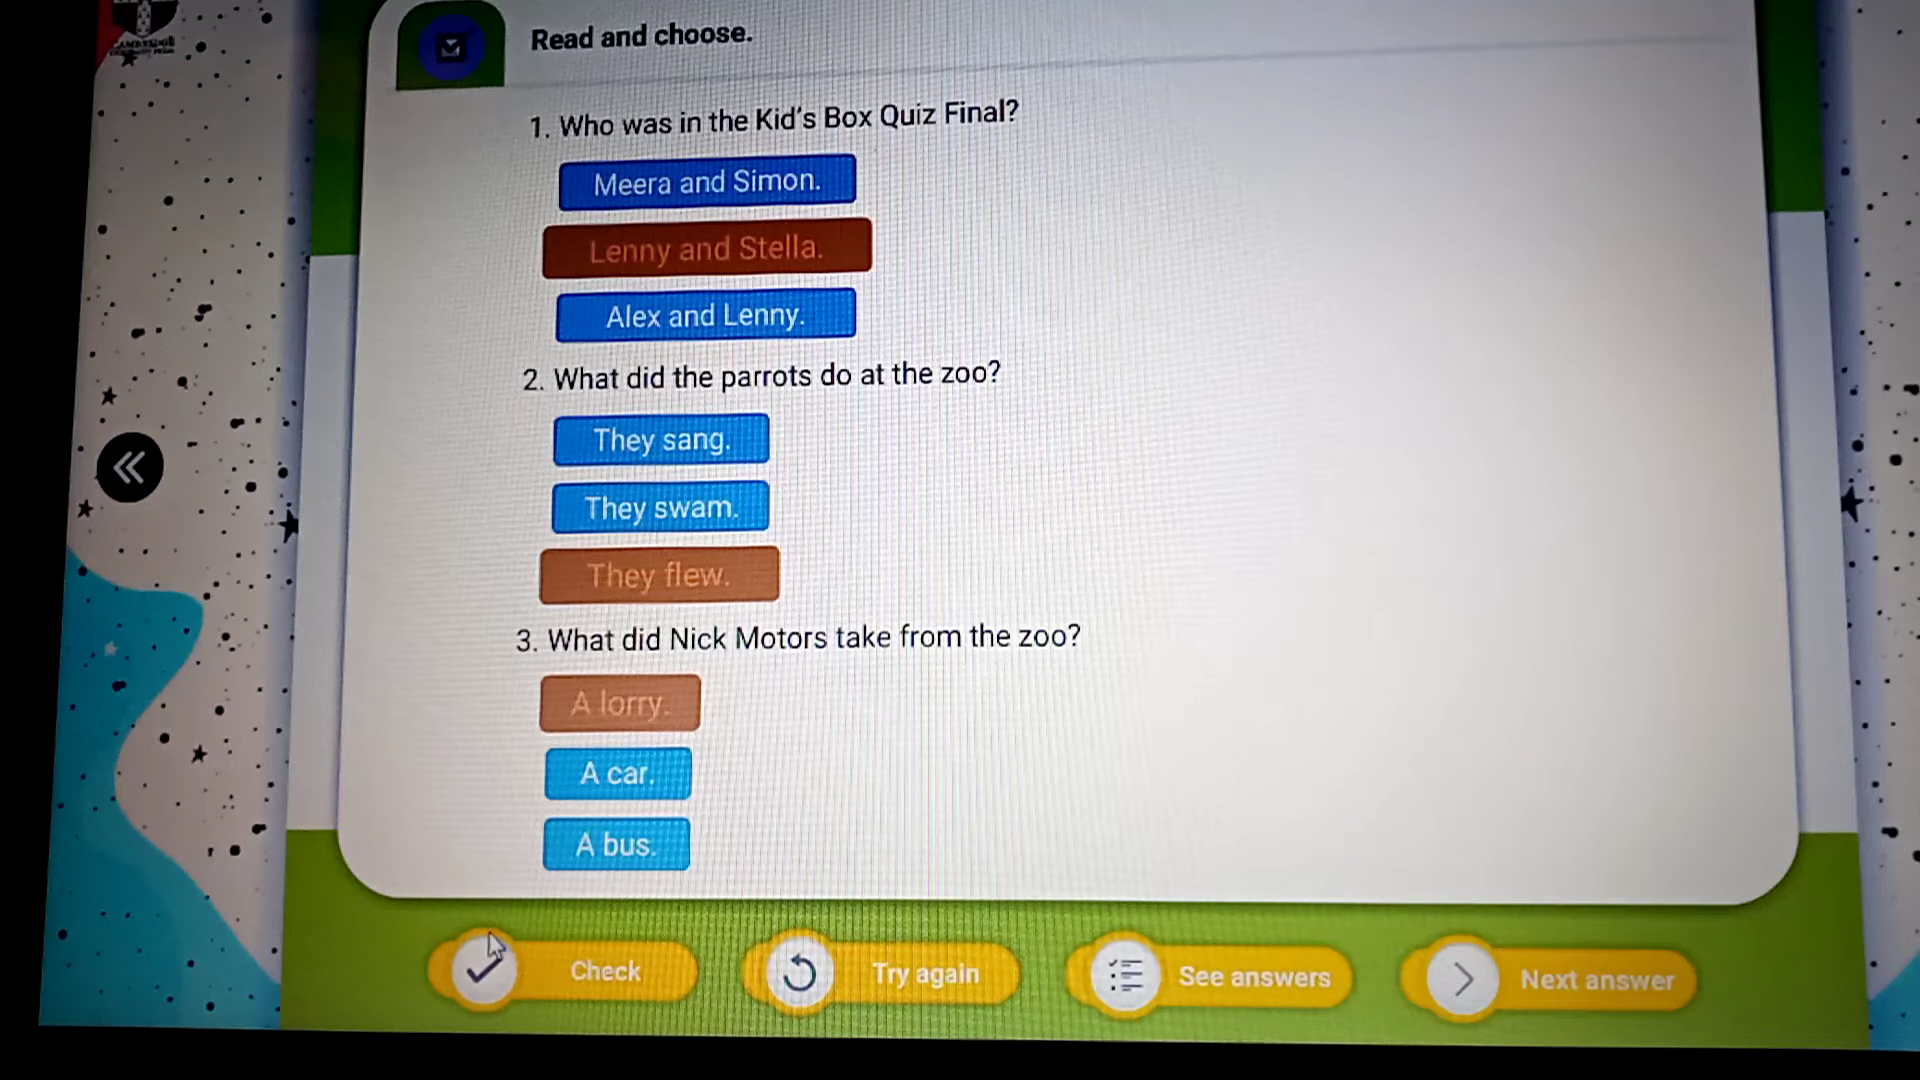 CAMBRIDGE
Read and choose.
1. Who was in the Kid's Box Quiz Final?
Meera and Simon.
Lenny and Stella.
Alex and Lenny.
2. What did the parrots do at the zoo?
They sang.
They swam.
They flew.
3. What did Nick Motors take from the zoo?
A lorry.
A car.
A bus.
Check
Try again
See answers
Next answer